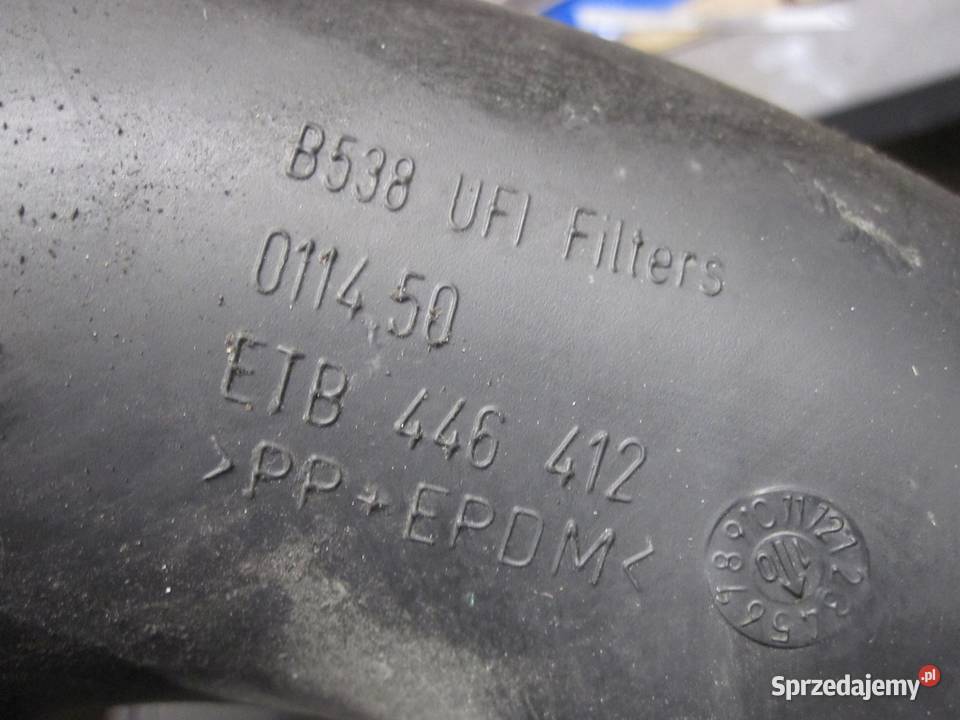 B538 UFI Filters
0114.50
ETB 446 412
>PP+EPDM<
Sprzedajemy.pl